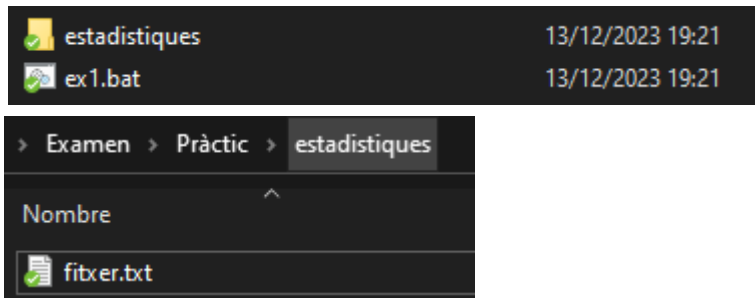 estadistiques 13/12/2023 19:21
ex1.bat 13/12/2023 19:21
> Examen > Pràctic > estadistiques
Nombre
fitxer.txt